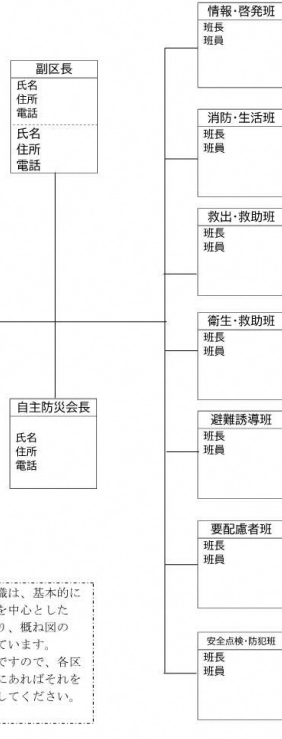 副区長
氏名
住所
電話
氏名
住所
電話
自主防災会長
氏名
住所
電話
情報・啓発班
班長
班員
消防・生活班
班長
班員
救出・救助班
班長
班員
衛生・救助班
班長
班員
避難誘導班
班長
班員
要配慮者班
班長
班員
安全点検・防犯班
班長
班員
織は、基本的に
を中心とした
り、概ね図の
ています。
ですので、各区
にあればそれを
してください。